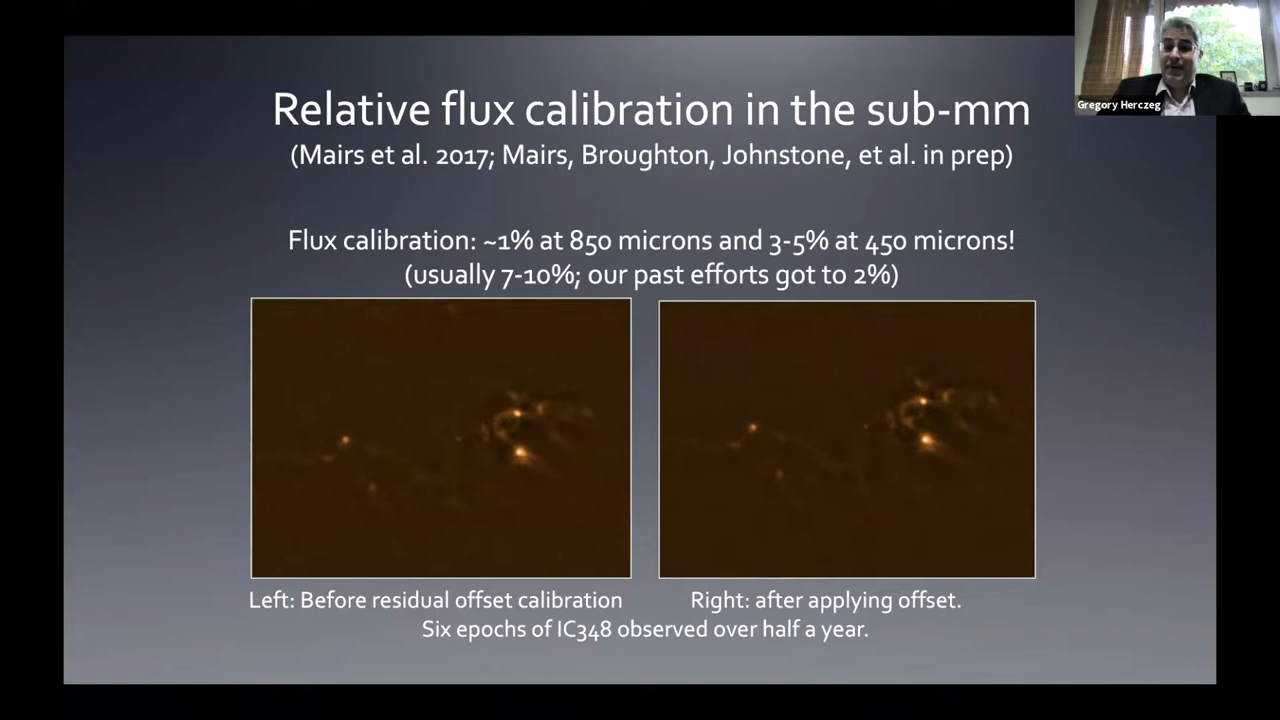 Relative flux calibration in the sub-mm
(Mairs et al. 2017; Mairs, Broughton, Johnstone, et al. in prep)
Flux calibration: ~1% at 850 microns and 3-5% at 450 microns!
(usually 7-10%; our past efforts got to 2%)
Left: Before residual offset calibration
Right: after applying offset.
Six epochs of IC348 observed over half a year.
Gregory Herczeg